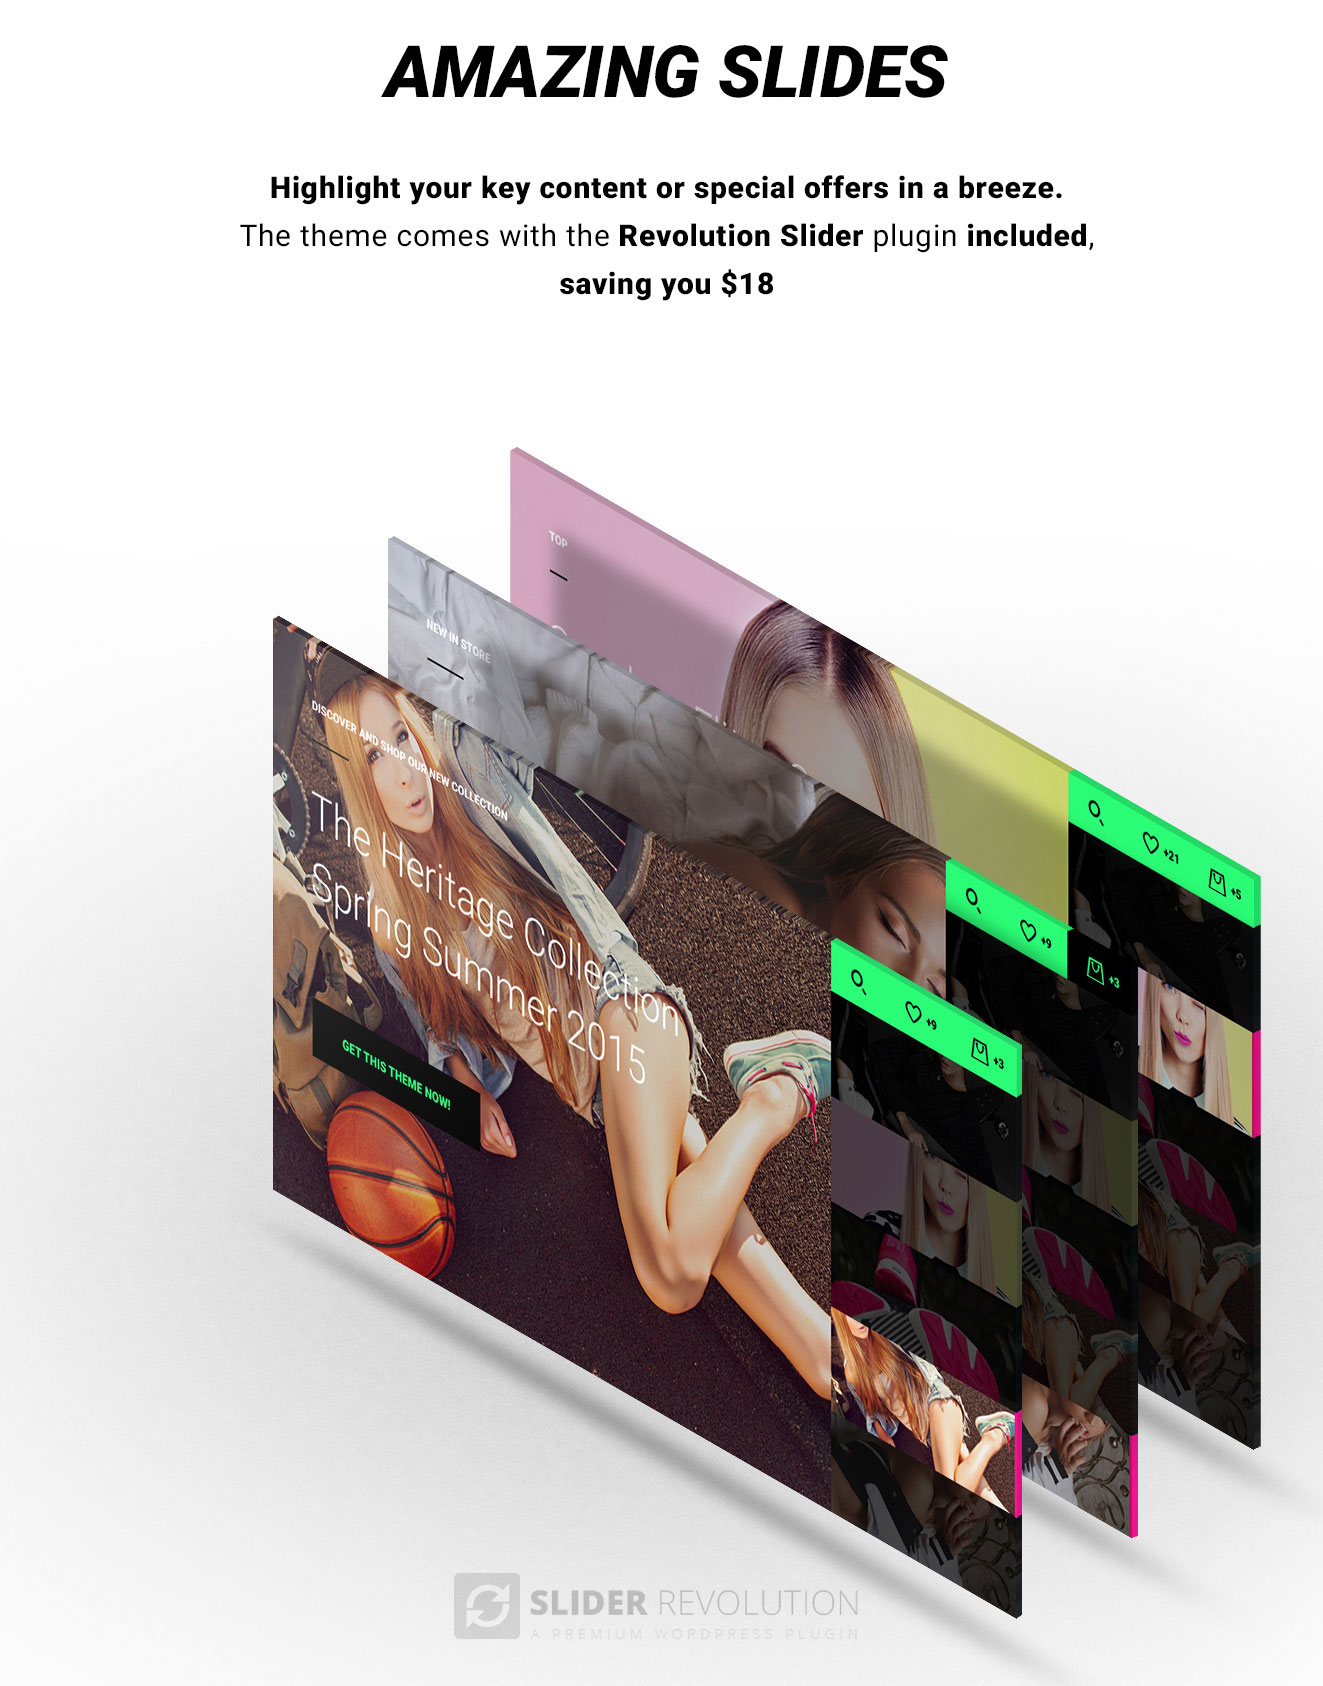 AMAZING SLIDES
Highlight your key content or special offers in a breeze.
The theme comes with the Revolution Slider plugin included,
saving you $18
TOP
NEW IN STORE
DISCOVER AND SHOP OUR NEW COLLECTION
The Heritage Collection
Spring Summer 2015
GET THIS THEME NOW!
+21
+5
+9
+3
+9
+3
SLIDER REVOLUTION
A PREMIUM WORDPRESS PLUGIN